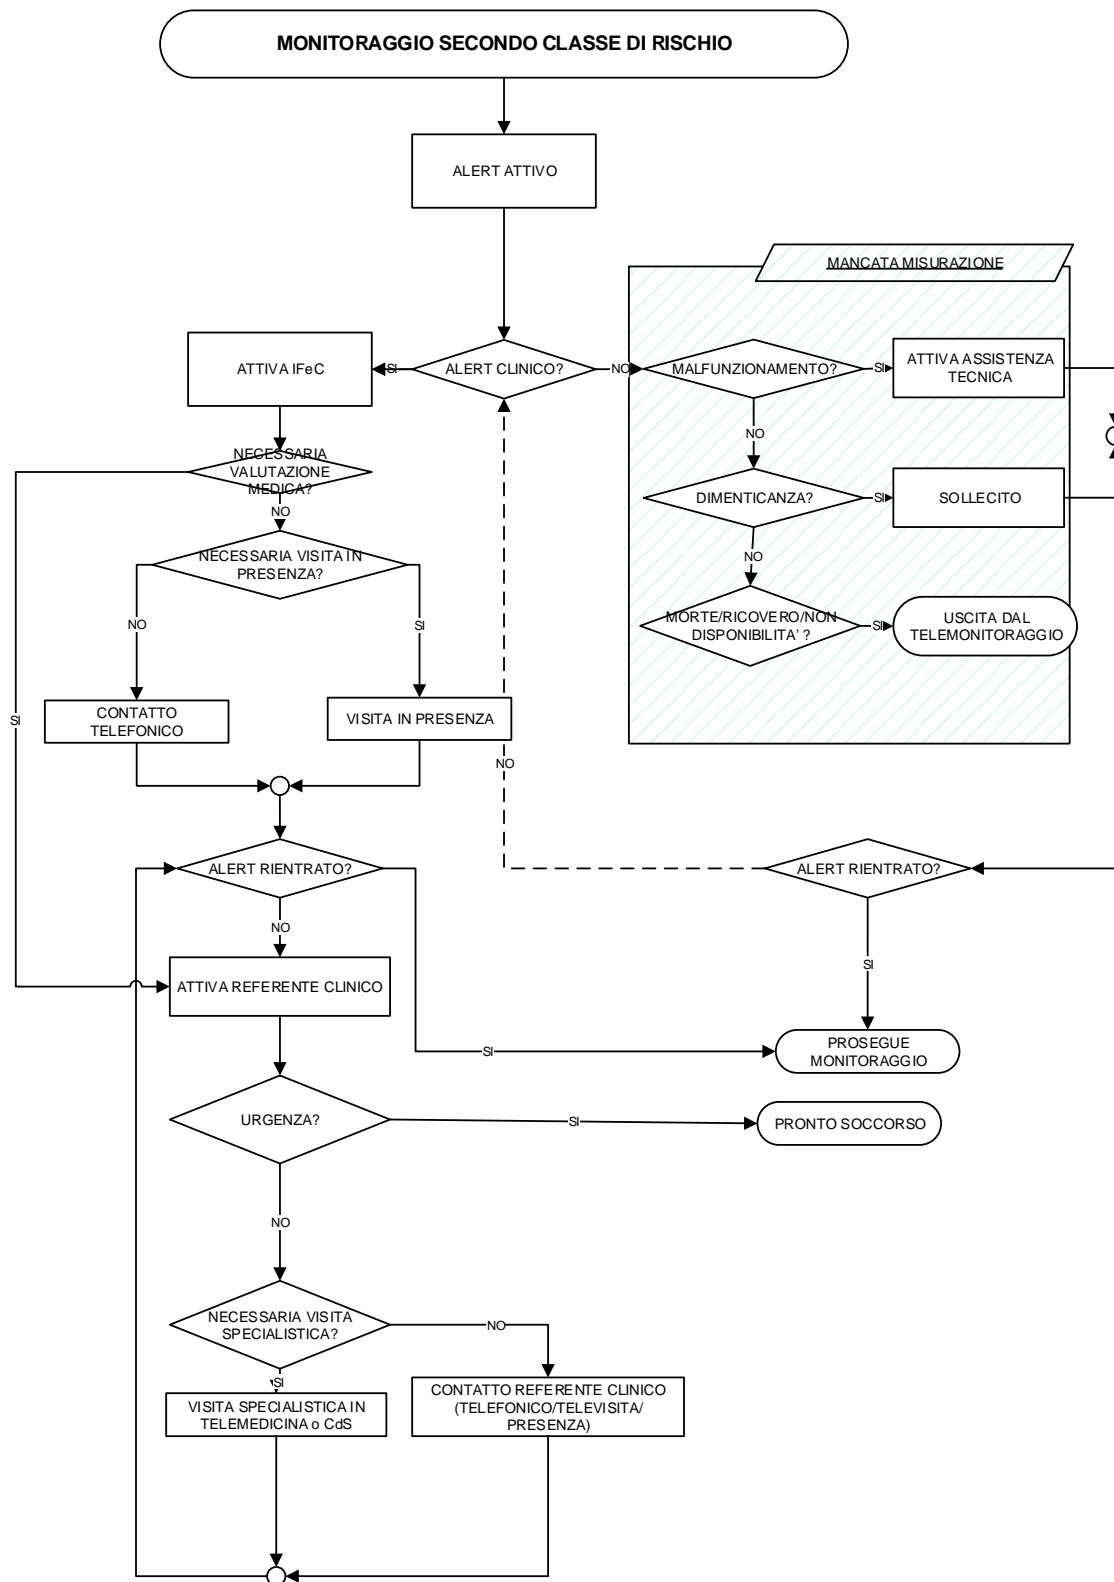 MONITORAGGIO SECONDO CLASSE DI RISCHIO
ALERT ATTIVO
MANCATA MISURAZIONE
ATTIVA IFeC
SI
ALERT CLINICO?
NO
MALFUNZIONAMENTO?
SI
ATTIVA ASSISTENZA
TECNICA
NO
NECESSARIA
VALUTAZIONE
MEDICA?
NO
DIMENTICANZA?
SI
SOLLECITO
NO
NECESSARIA VISITA IN
PRESENZA?
NO
SI
MORTE/RICOVERO/NON
DISPONIBILITA' ?
SI
USCITA DAL
TELEMONITORAGGIO
SI
CONTATTO
TELEFONICO
VISITA IN PRESENZA
NO
ALERT RIENTRATO?
ALERT RIENTRATO?
NO
SI
ATTIVA REFERENTE CLINICO
SI
PROSEGUE
MONITORAGGIO
URGENZA?
SI
PRONTO SOCCORSO
NO
NECESSARIA VISITA
SPECIALISTICA?
NO
SI
VISITA SPECIALISTICA IN
TELEMEDICINA o CdS
CONTATTO REFERENTE CLINICO
(TELEFONICO/TELEVISITA/
PRESENZA)